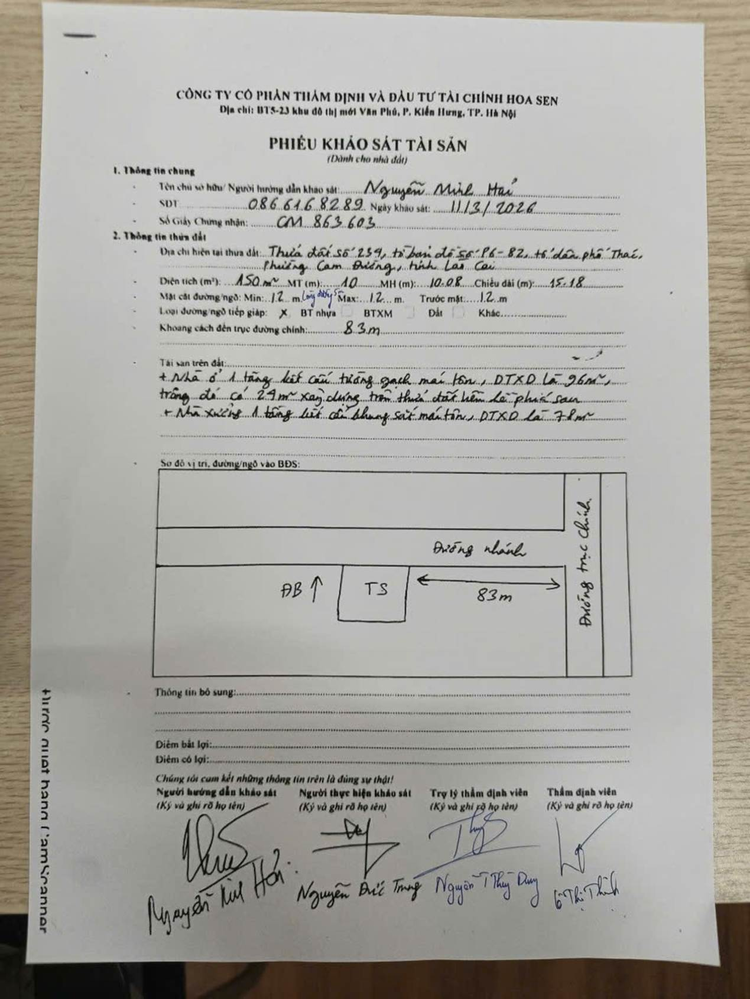 CÔNG TY CỔ PHẦN THẨM ĐỊNH VÀ ĐẦU TƯ TÀI CHÍNH HOA SEN
Địa chỉ: BT5-23 khu đô thị mới Văn Phú, P. Kiến Hưng, TP. Hà Nội
PHIẾU KHẢO SÁT TÀI SẢN
(Dành cho nhà đất)
1. Thông tin chung
- Tên chủ sở hữu/ Người hướng dẫn khảo sát: Nguyễn Minh Hải
- SĐT 0866168289 Ngày khảo sát: 11/3/2026
- Số Giấy Chứng nhận: CM 863603
2. Thông tin thửa đất
- Địa chỉ hiện tại thửa đất: Thửa đất số 239, tờ bản đồ số P6-82, tổ dân phố Thác,
Phường Cam Đường, tỉnh Lào Cai
- Diện tích (m²): 150 m² MT (m): 10 MH (m): 10.08 Chiều dài (m): 15.18
- Mặt cắt đường/ngõ: Min: 12 m Lòng đường 5m Max: 12 m. Trước mặt: 12 m
- Loại đường/ngõ tiếp giáp: X BT nhựa BTXM Đất Khác
- Khoảng cách đến trục đường chính: 83m
- Tài sản trên đất:
+ Nhà ở 1 tầng kết cấu tường gạch mái tôn, DTXD là 96m²,
trong đó có 24m² xây dựng trên thửa đất liền kề phía sau
+ Nhà xưởng 1 tầng kết cấu khung sắt mái tôn, DTXD là 78m²
- Sơ đồ vị trí, đường/ngõ vào BĐS:
Đường nhánh
Đường trục chính
ĐB ↑
TS
83m
- Thông tin bổ sung:
Điểm bất lợi:
Điểm có lợi:
Chúng tôi cam kết những thông tin trên là đúng sự thật!
Người hướng dẫn khảo sát Người thực hiện khảo sát Trợ lý thẩm định viên Thẩm định viên
(Ký và ghi rõ họ tên) (Ký và ghi rõ họ tên) (Ký và ghi rõ họ tên) (Ký và ghi rõ họ tên)
Nguyễn Minh Hải Nguyễn Đức Trung Nguyễn T Thùy Dung Thị Thịnh
được quét bằng CamScanner